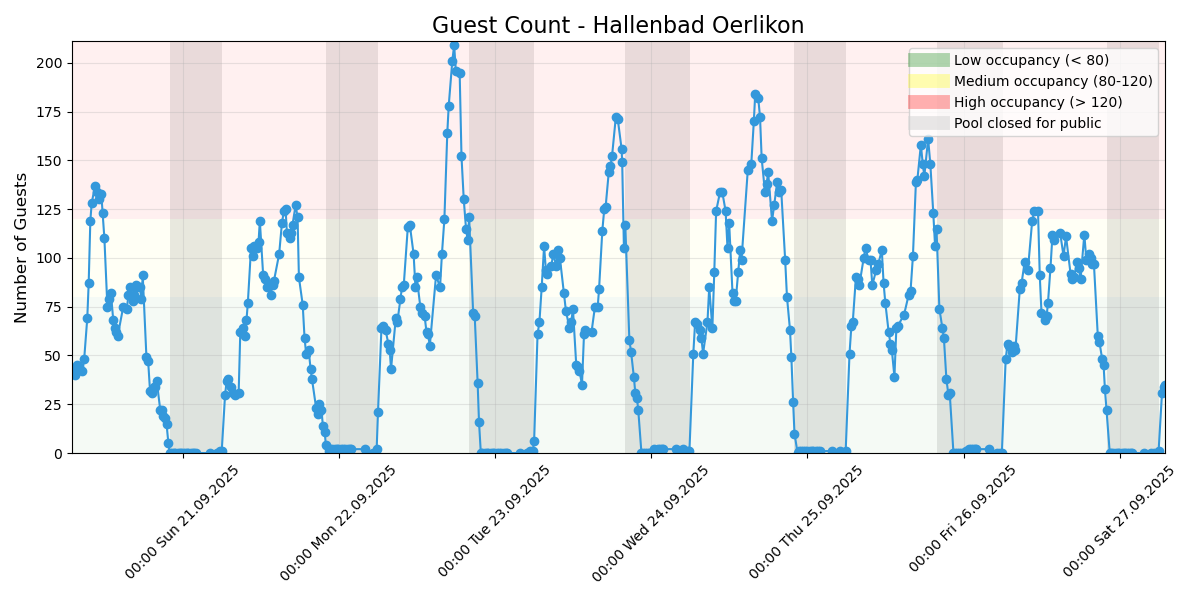 Guest Count - Hallenbad Oerlikon
Number of Guests
200
175
150
125
100
75
50
25
0
Low occupancy (< 80)
Medium occupancy (80-120)
High occupancy (> 120)
Pool closed for public
00:00 Sun 21.09.2025
00:00 Mon 22.09.2025
00:00 Tue 23.09.2025
00:00 Wed 24.09.2025
00:00 Thu 25.09.2025
00:00 Fri 26.09.2025
00:00 Sat 27.09.2025